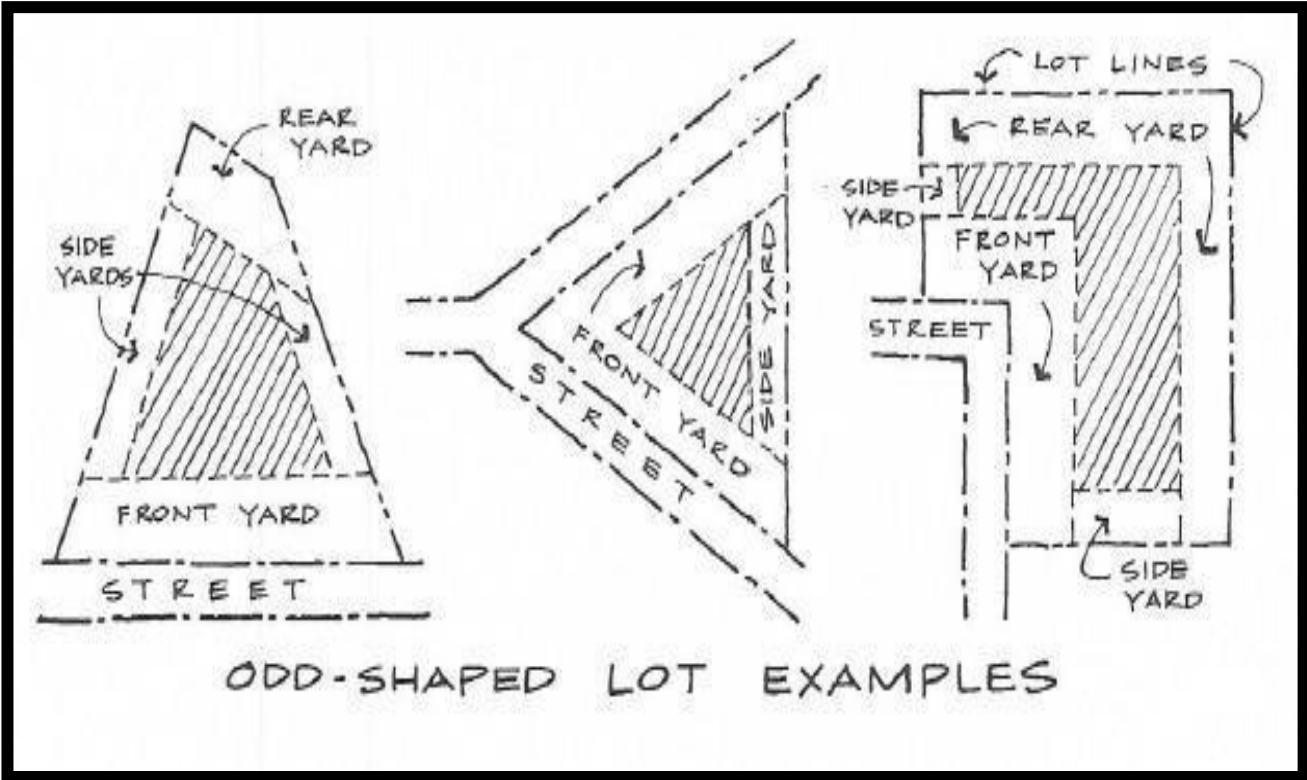 REAR
YARD
SIDE
YARDS
FRONT YARD
STREET
FRONT YARD
STREET
SIDE YARD
LOT LINES
REAR YARD
SIDE
YARD
FRONT
YARD
STREET
SIDE
YARD
ODD-SHAPED LOT EXAMPLES